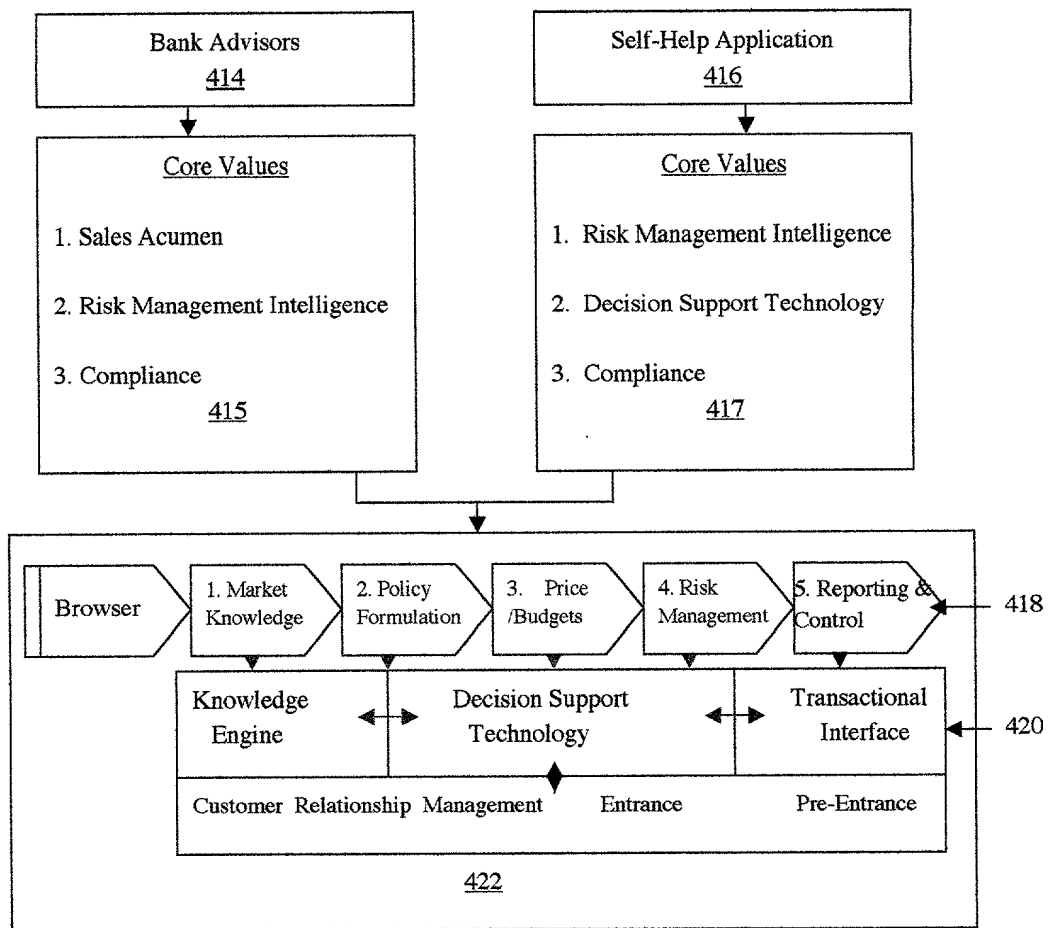 Bank Advisors
414
Self-Help Application
416
Core Values
1. Sales Acumen
2. Risk Management Intelligence
3. Compliance
415
Core Values
1. Risk Management Intelligence
2. Decision Support Technology
3. Compliance
417
Browser
1. Market
Knowledge
2. Policy
Formulation
3. Price
/Budgets
4. Risk
Management
5. Reporting &
Control
418
Knowledge
Engine
Decision Support
Technology
Transactional
Interface
420
Customer Relationship Management Entrance Pre-Entrance
422